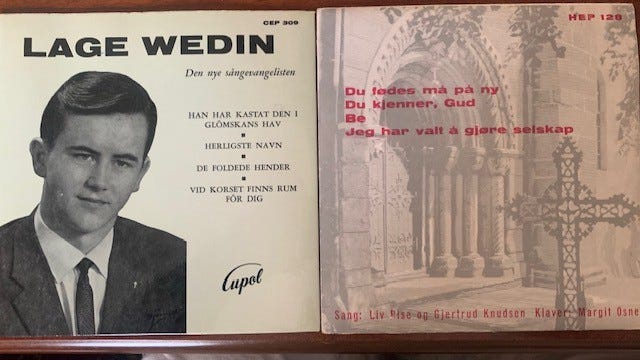 CEP 309
LAGE WEDIN
Den nye sångevangelisten
HAN HAR KASTAT DEN I
GLÖMSKANS HAV
HERLIGSTE NAVN
DE FOLDEDE HENDER
VID KORSET FINNS RUM
FÖR DIG
Cupol
HEP 128
Du fødes må på ny
Du kjenner, Gud
Be
Jeg har valt å gjøre selskap
Sang: Liv Else og Gjertrud Knudsen Klaver: Margit Osne